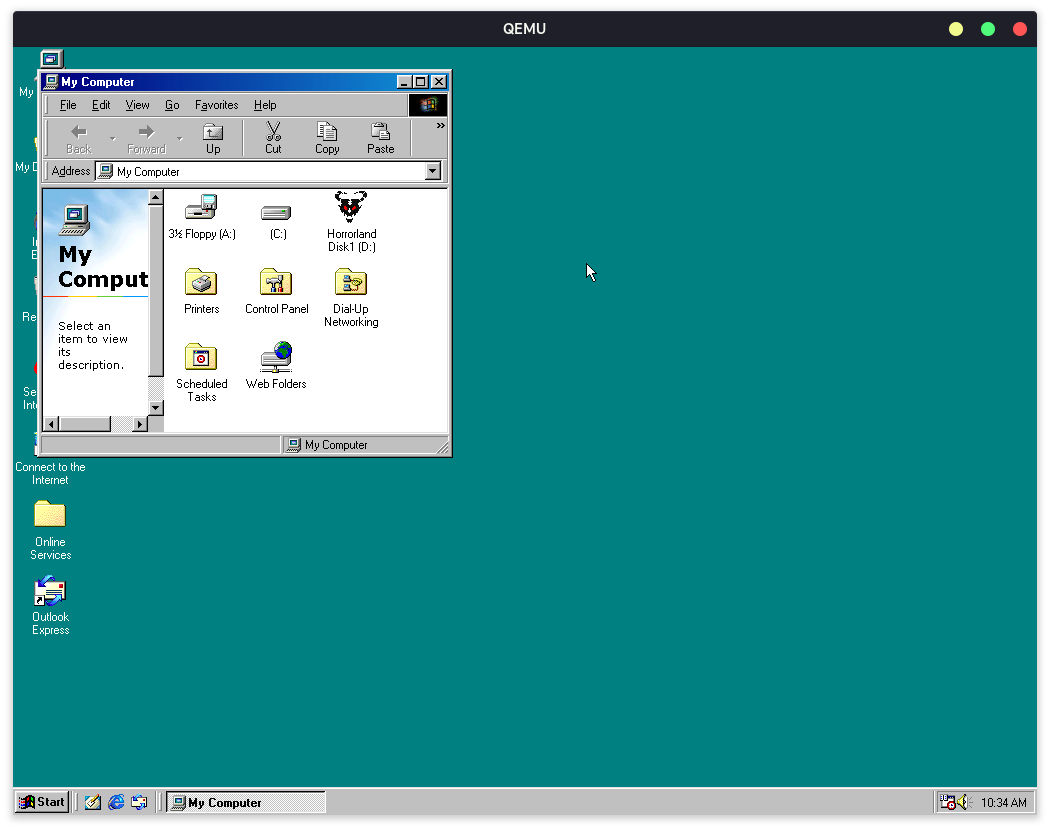 QEMU
My Computer
File Edit View Go Favorites Help
Back Forward Up Cut Copy Paste »
Address My Computer
My
Comput
Select an
item to view
its
description.
3½ Floppy (A:)
(C:)
Horrorland
Disk1 (D:)
Printers
Control Panel
Dial-Up
Networking
Scheduled
Tasks
Web Folders
My Computer
My
My D
In
E
Re
Se
Int
Connect to the
Internet
Online
Services
Outlook
Express
Start My Computer 10:34 AM